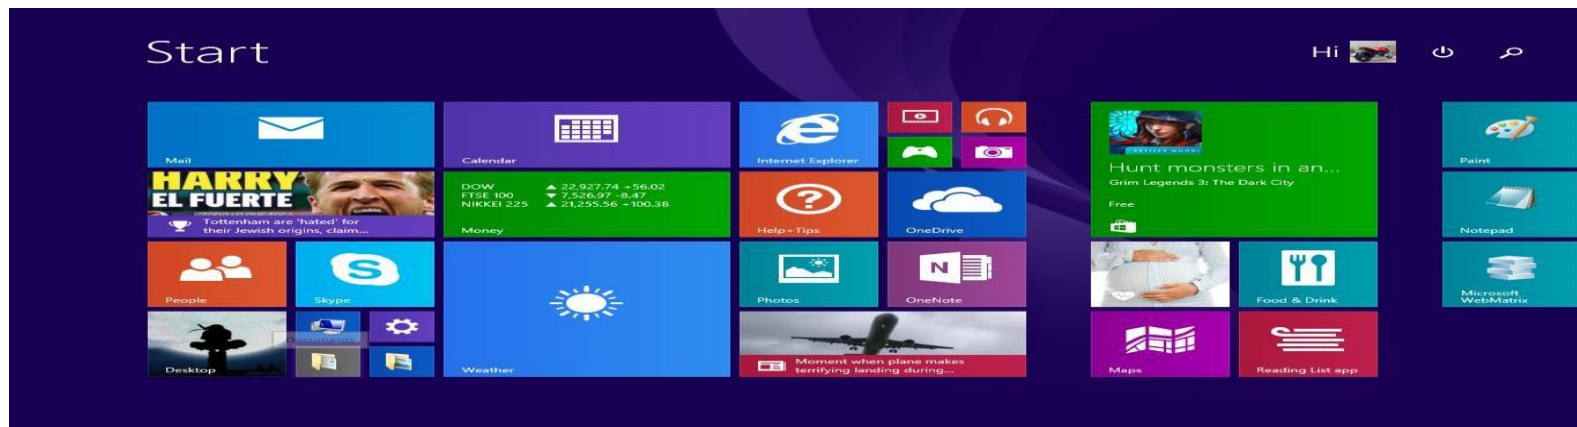 Start
Hi
Mail
Calendar
Internet Explorer
HARRY
EL FUERTE
Tottenham are 'hated' for
their Jewish origins, claim...
DOW ▲ 22,927.74 +56.02
FTSE 100 ▼ 7,526.97 -8.47
NIKKEI 225 ▲ 21,255.56 +100.38
Money
Help+Tips
OneDrive
Hunt monsters in an...
Grim Legends 3: The Dark City
Free
Paint
Notepad
People
Skype
S
Weather
Photos
N
OneNote
Food & Drink
Microsoft
WebMatrix
Documents
Desktop
Moment when plane makes
terrifying landing during...
Maps
Reading List app